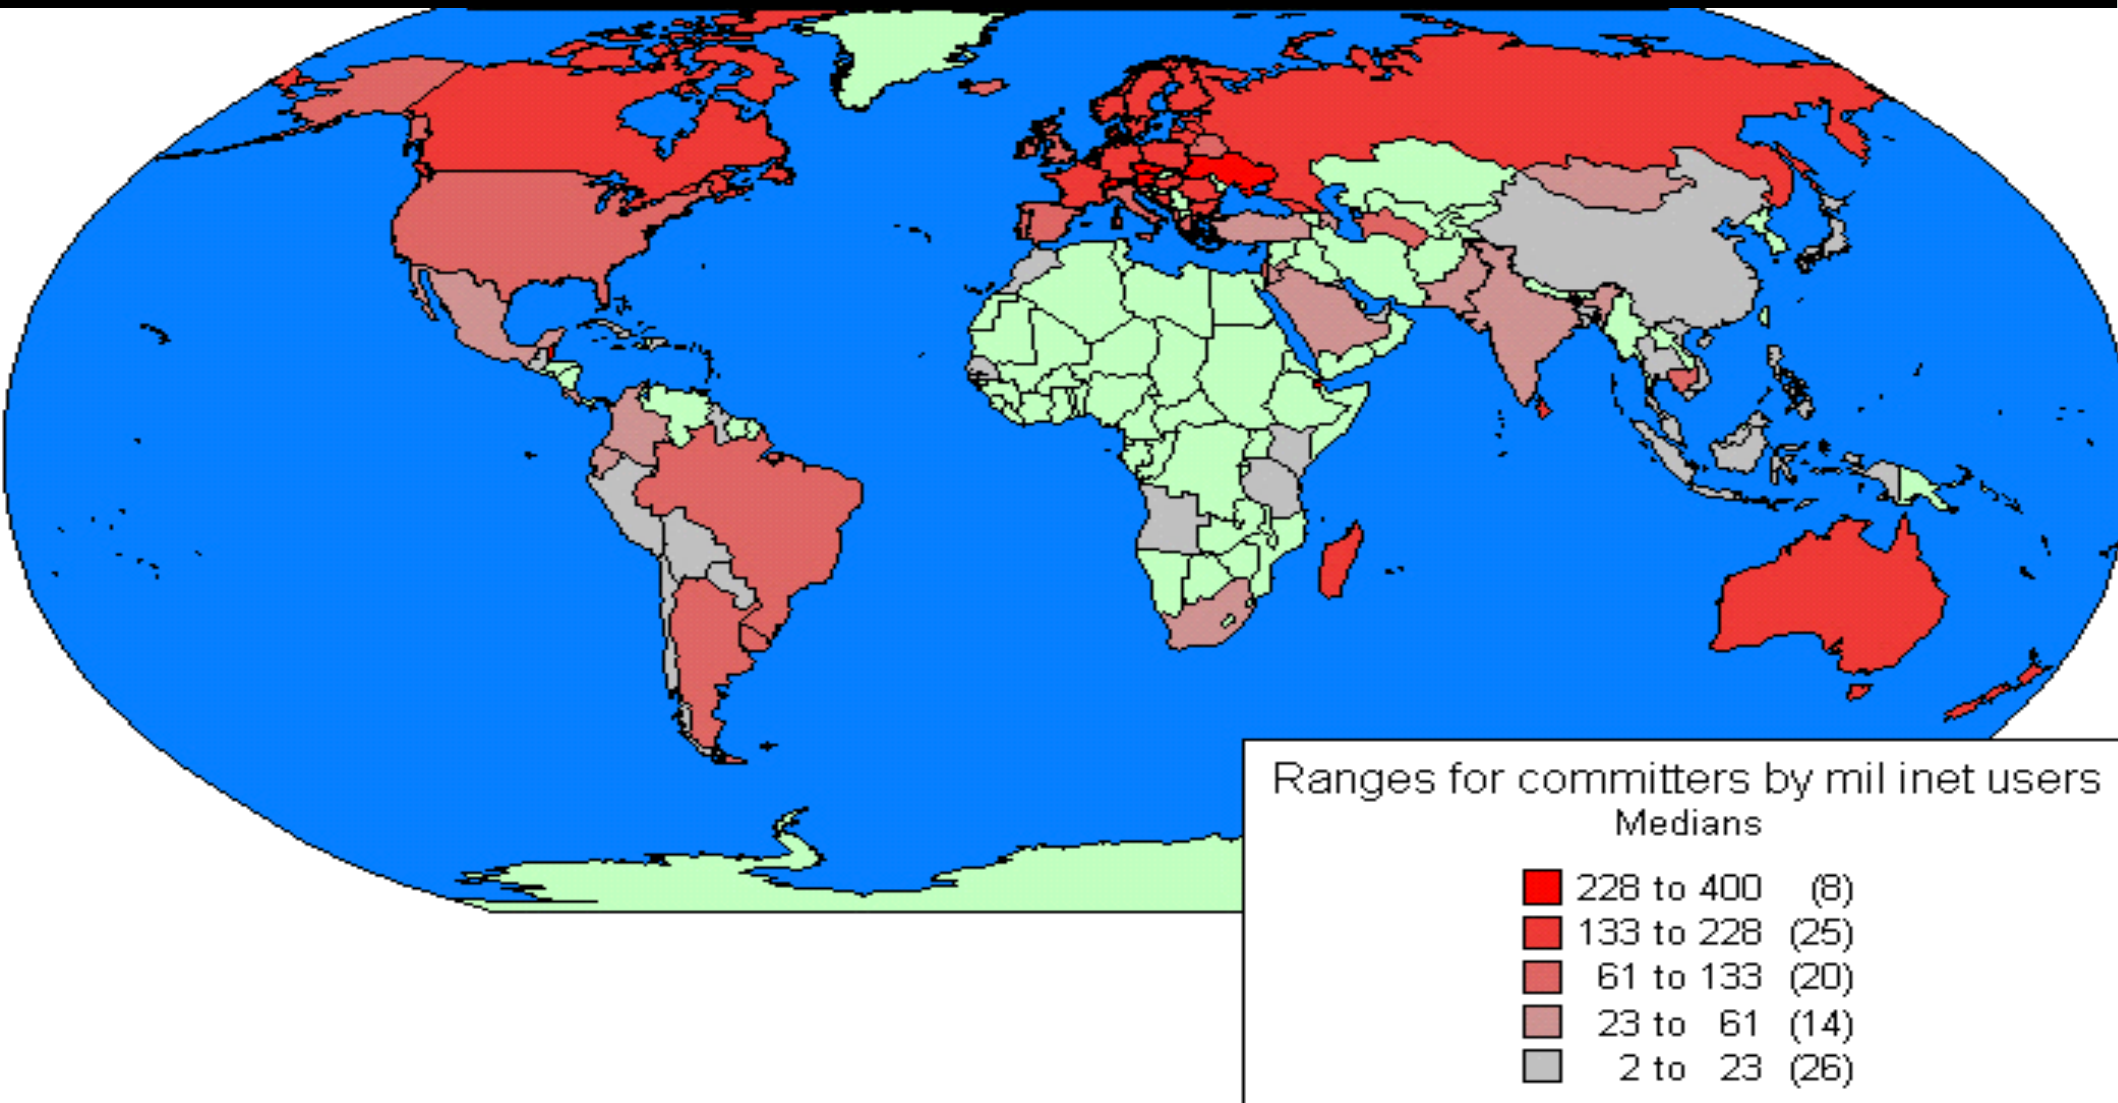 Ranges for committers by mil inet users
Medians
228 to 400 (8)
133 to 228 (25)
61 to 133 (20)
23 to 61 (14)
2 to 23 (26)